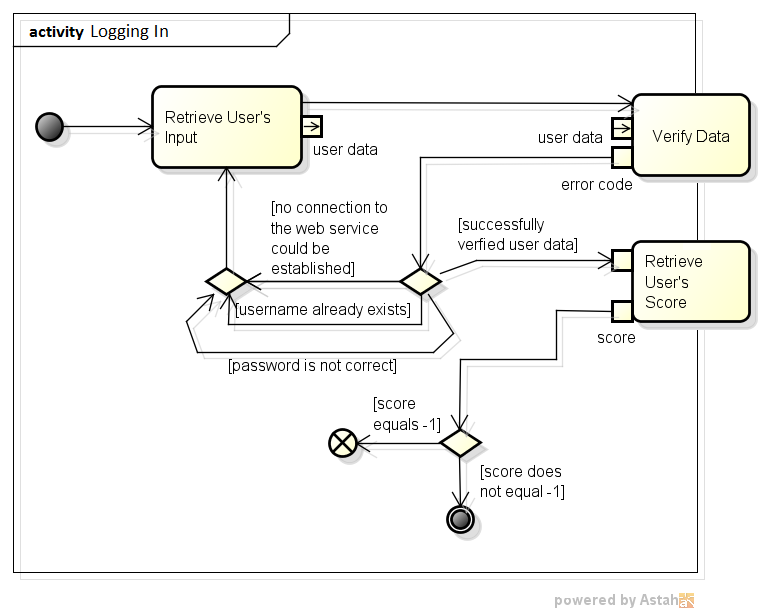 activity Logging In
Retrieve User's
Input
user data
user data
Verify Data
error code
[no connection to
the web service
could be
established]
[successfully
verfied user data]
Retrieve
User's
Score
[username already exists]
score
[password is not correct]
[score
equals -1]
[score does
not equal -1]
powered by Astah